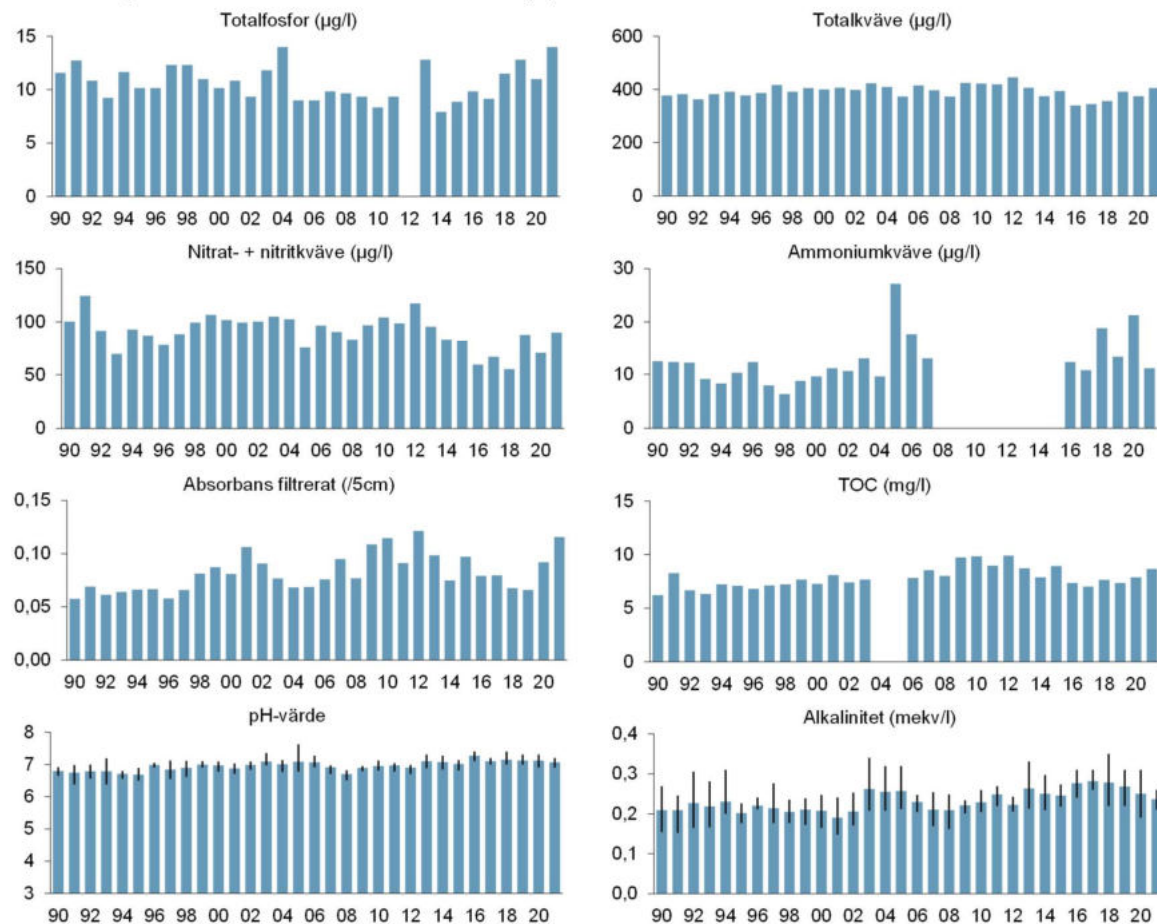 Totalfosfor (µg/l)
15
10
5
0
90 92 94 96 98 00 02 04 06 08 10 12 14 16 18 20
Totalkväve (µg/l)
600
400
200
0
90 92 94 96 98 00 02 04 06 08 10 12 14 16 18 20
Nitrat- + nitritkväve (µg/l)
150
100
50
0
90 92 94 96 98 00 02 04 06 08 10 12 14 16 18 20
Ammoniumkväve (µg/l)
30
20
10
0
90 92 94 96 98 00 02 04 06 08 10 12 14 16 18 20
Absorbans filtrerat (/5cm)
0,15
0,10
0,05
0,00
90 92 94 96 98 00 02 04 06 08 10 12 14 16 18 20
TOC (mg/l)
15
10
5
0
90 92 94 96 98 00 02 04 06 08 10 12 14 16 18 20
pH-värde
8
7
6
5
4
3
90 92 94 96 98 00 02 04 06 08 10 12 14 16 18 20
Alkalinitet (mekv/l)
0,4
0,3
0,2
0,1
0,0
90 92 94 96 98 00 02 04 06 08 10 12 14 16 18 20